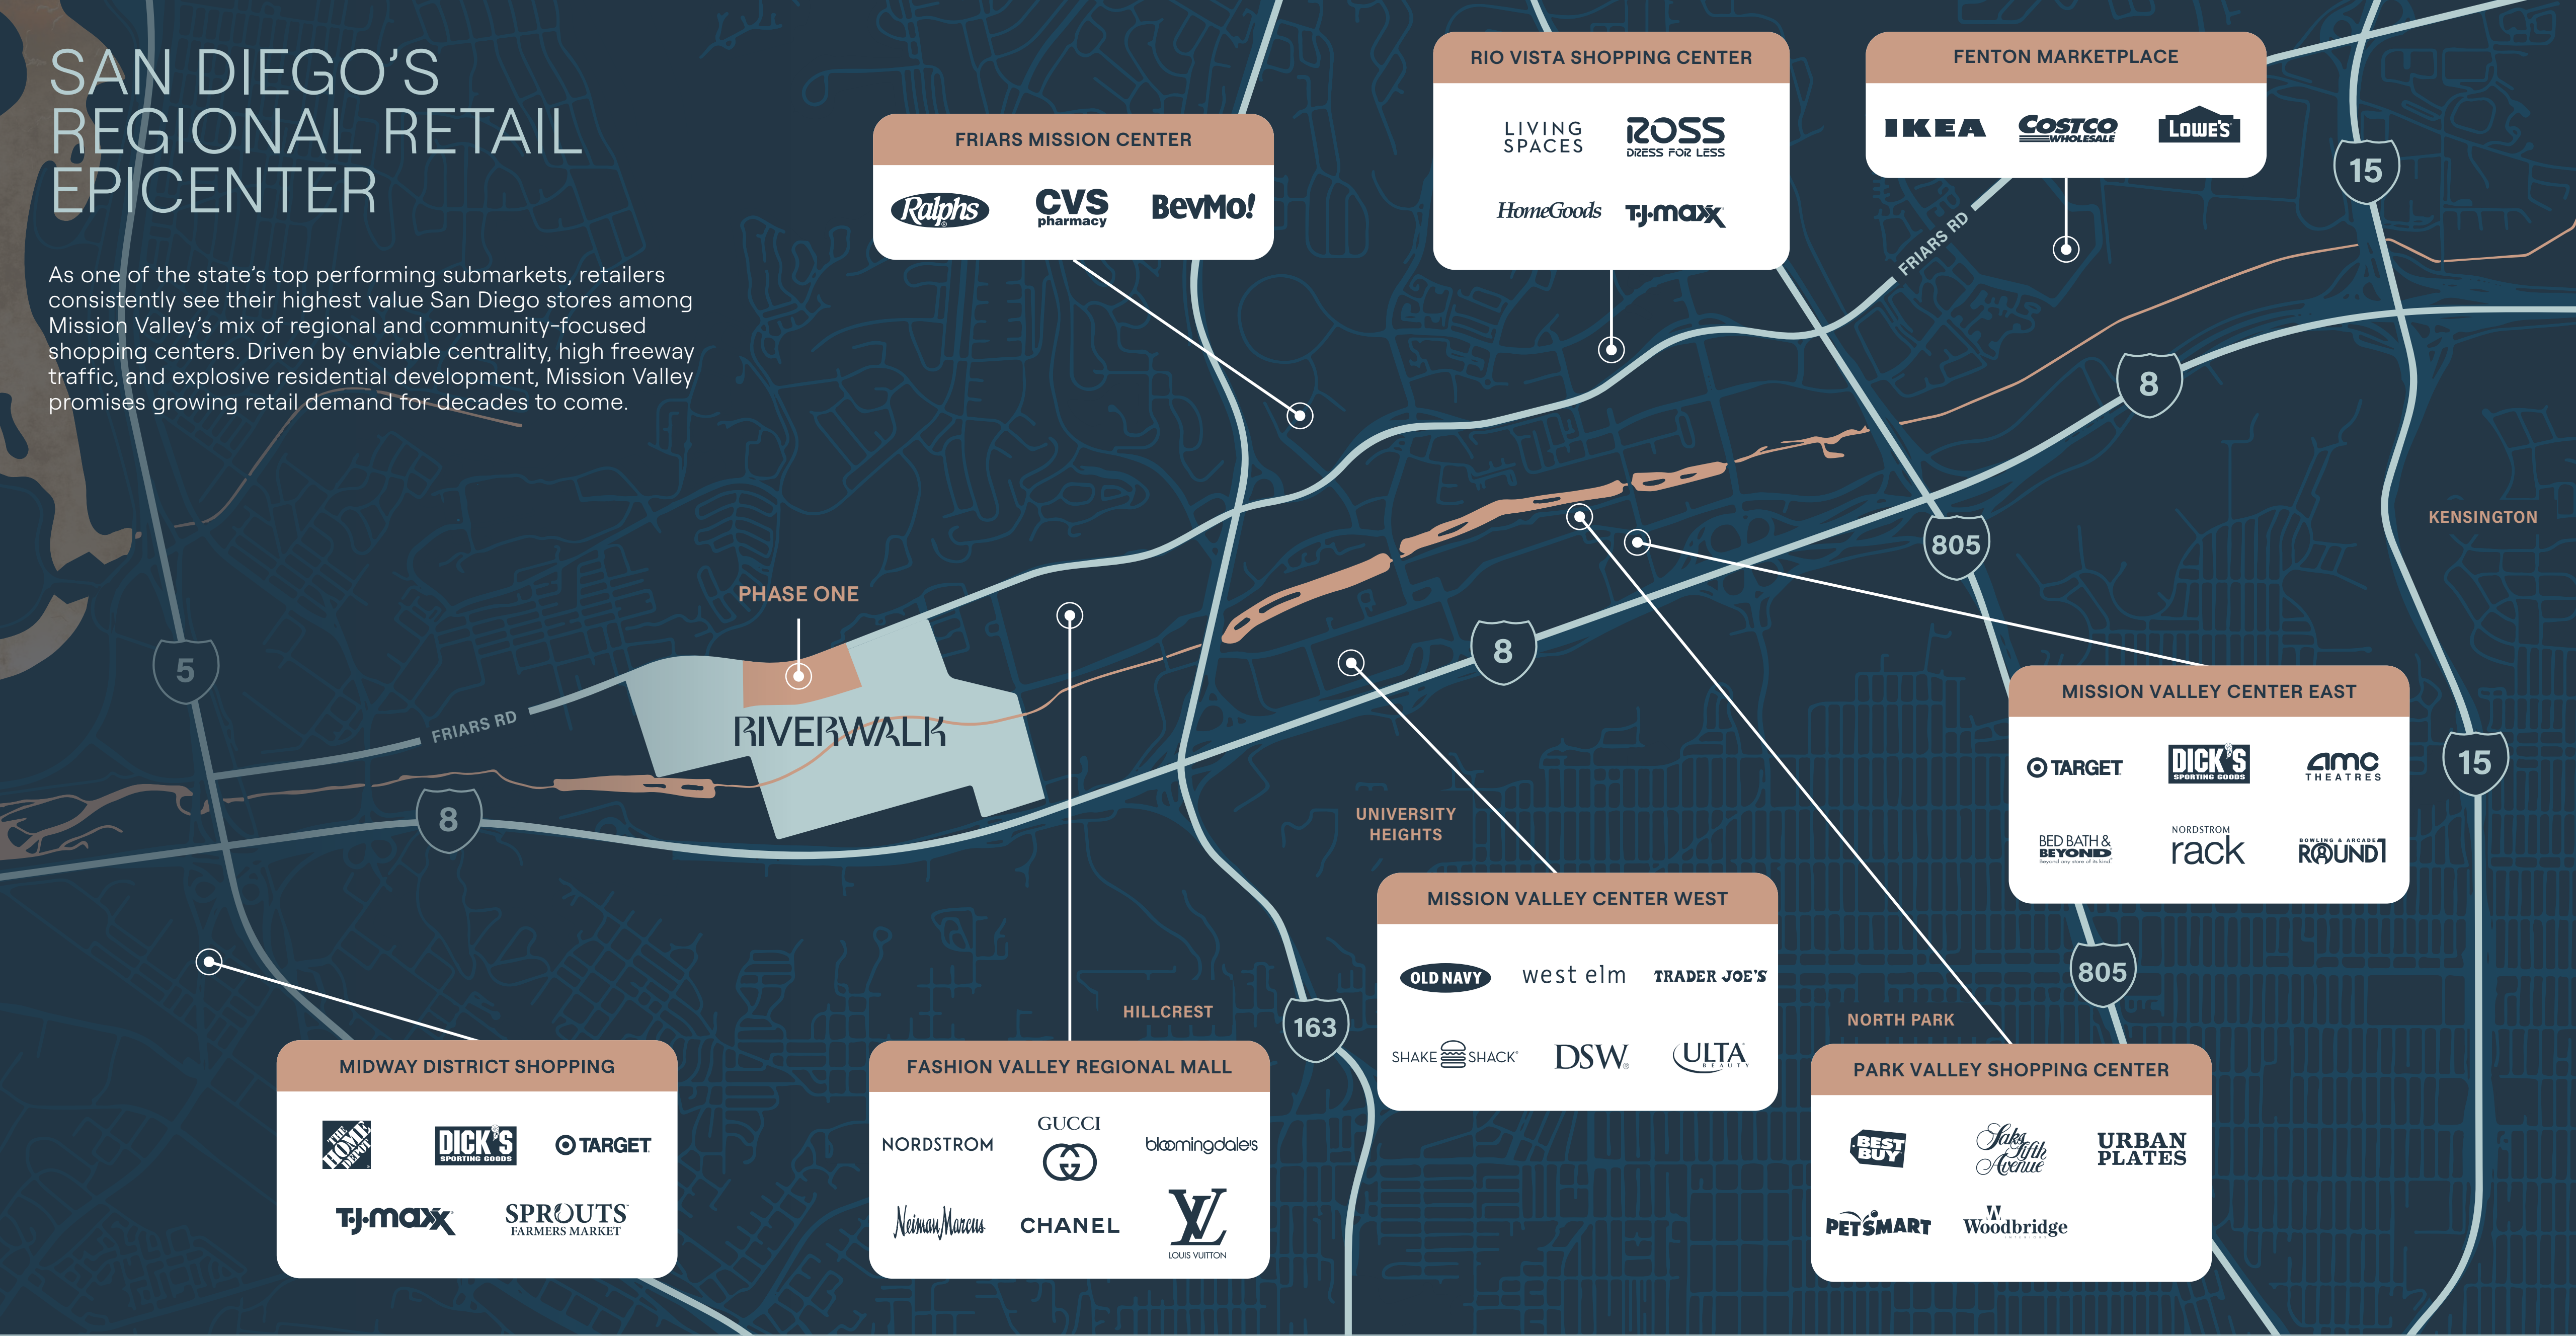 SAN DIEGO'S
REGIONAL RETAIL
EPICENTER
As one of the state's top performing submarkets, retailers
consistently see their highest value San Diego stores among
Mission Valley's mix of regional and community-focused
shopping centers. Driven by enviable centrality, high freeway
traffic, and explosive residential development, Mission Valley
promises growing retail demand for decades to come.
FRIARS MISSION CENTER
Ralphs
CVS
pharmacy
BevMo!
RIO VISTA SHOPPING CENTER
LIVING
SPACES
ROSS
DRESS FOR LESS
HomeGoods
T.J.maxx
FENTON MARKETPLACE
IKEA
COSTCO
WHOLESALE
LOWE'S
15
FRIARS RD
8
KENSINGTON
805
PHASE ONE
RIVERWALK
5
FRIARS RD
8
8
UNIVERSITY
HEIGHTS
MISSION VALLEY CENTER EAST
TARGET
DICK'S
SPORTING GOODS
amc
THEATRES
BED BATH &
BEYOND
Beyond any store of its kind
NORDSTROM
rack
BOWLING & ARCADE
ROUND1
15
805
MISSION VALLEY CENTER WEST
OLD NAVY
west elm
TRADER JOE'S
SHAKE SHACK
DSW
ULTA
BEAUTY
HILLCREST
163
NORTH PARK
MIDWAY DISTRICT SHOPPING
THE
HOME
DEPOT
DICK'S
SPORTING GOODS
TARGET
T.J.maxx
SPROUTS
FARMERS MARKET
FASHION VALLEY REGIONAL MALL
NORDSTROM
GUCCI
bloomingdale's
Neiman Marcus
CHANEL
LV
LOUIS VUITTON
PARK VALLEY SHOPPING CENTER
BEST
BUY
Saks
Fifth
Avenue
URBAN
PLATES
PETSMART
Woodbridge
INTERIORS